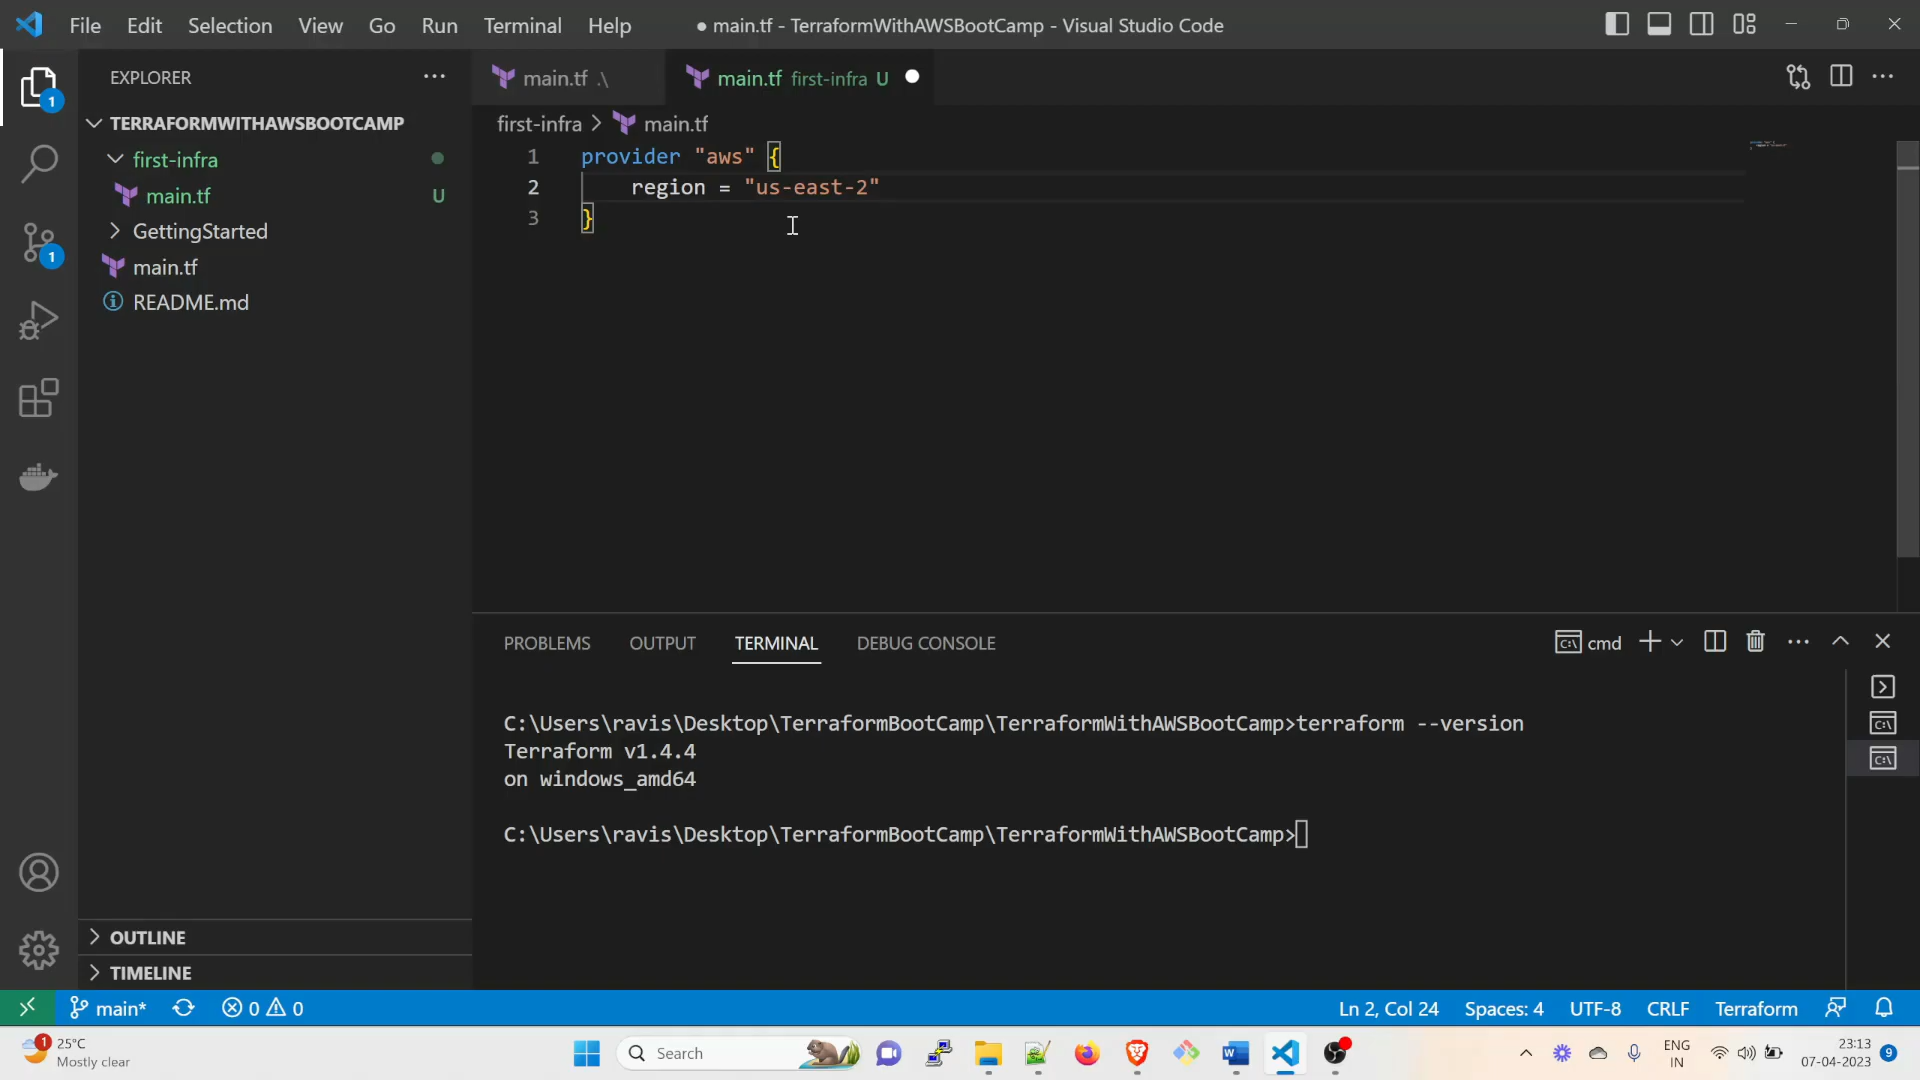 File Edit Selection View Go Run Terminal Help
● main.tf - TerraformWithAWSBootCamp - Visual Studio Code
EXPLORER
TERRAFORMWITHAWSBOOTCAMP
first-infra
main.tf U
GettingStarted
main.tf
README.md
OUTLINE
TIMELINE
1
1
main.tf .\
main.tf first-infra U
first-infra > main.tf
1 provider "aws" {
2 region = "us-east-2"
3 }
PROBLEMS OUTPUT TERMINAL DEBUG CONSOLE
cmd
C:\Users\ravis\Desktop\TerraformBootCamp\TerraformWithAWSBootCamp>terraform --version
Terraform v1.4.4
on windows_amd64
C:\Users\ravis\Desktop\TerraformBootCamp\TerraformWithAWSBootCamp>
main* 0 0
Ln 2, Col 24 Spaces: 4 UTF-8 CRLF Terraform
1
25°C
Mostly clear
Search
ENG
IN
23:13
07-04-2023
9